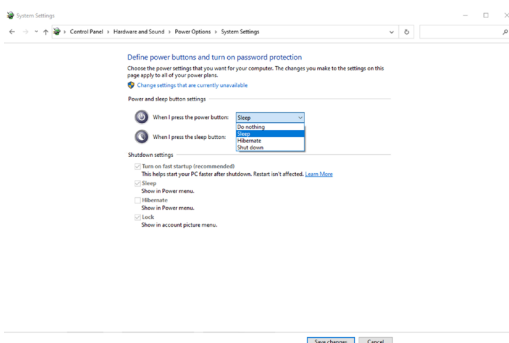 System Settings
Control Panel > Hardware and Sound > Power Options > System Settings
Define power buttons and turn on password protection
Choose the power settings that you want for your computer. The changes you make to the settings on this
page apply to all of your power plans.
Change settings that are currently unavailable
Power and sleep button settings
When I press the power button: Sleep
Do nothing
Sleep
Hibernate
Shut down
When I press the sleep button:
Shutdown settings
Turn on fast startup (recommended)
This helps start your PC faster after shutdown. Restart isn't affected. Learn More
Sleep
Show in Power menu.
Hibernate
Show in Power menu.
Lock
Show in account picture menu.
Save changes Cancel